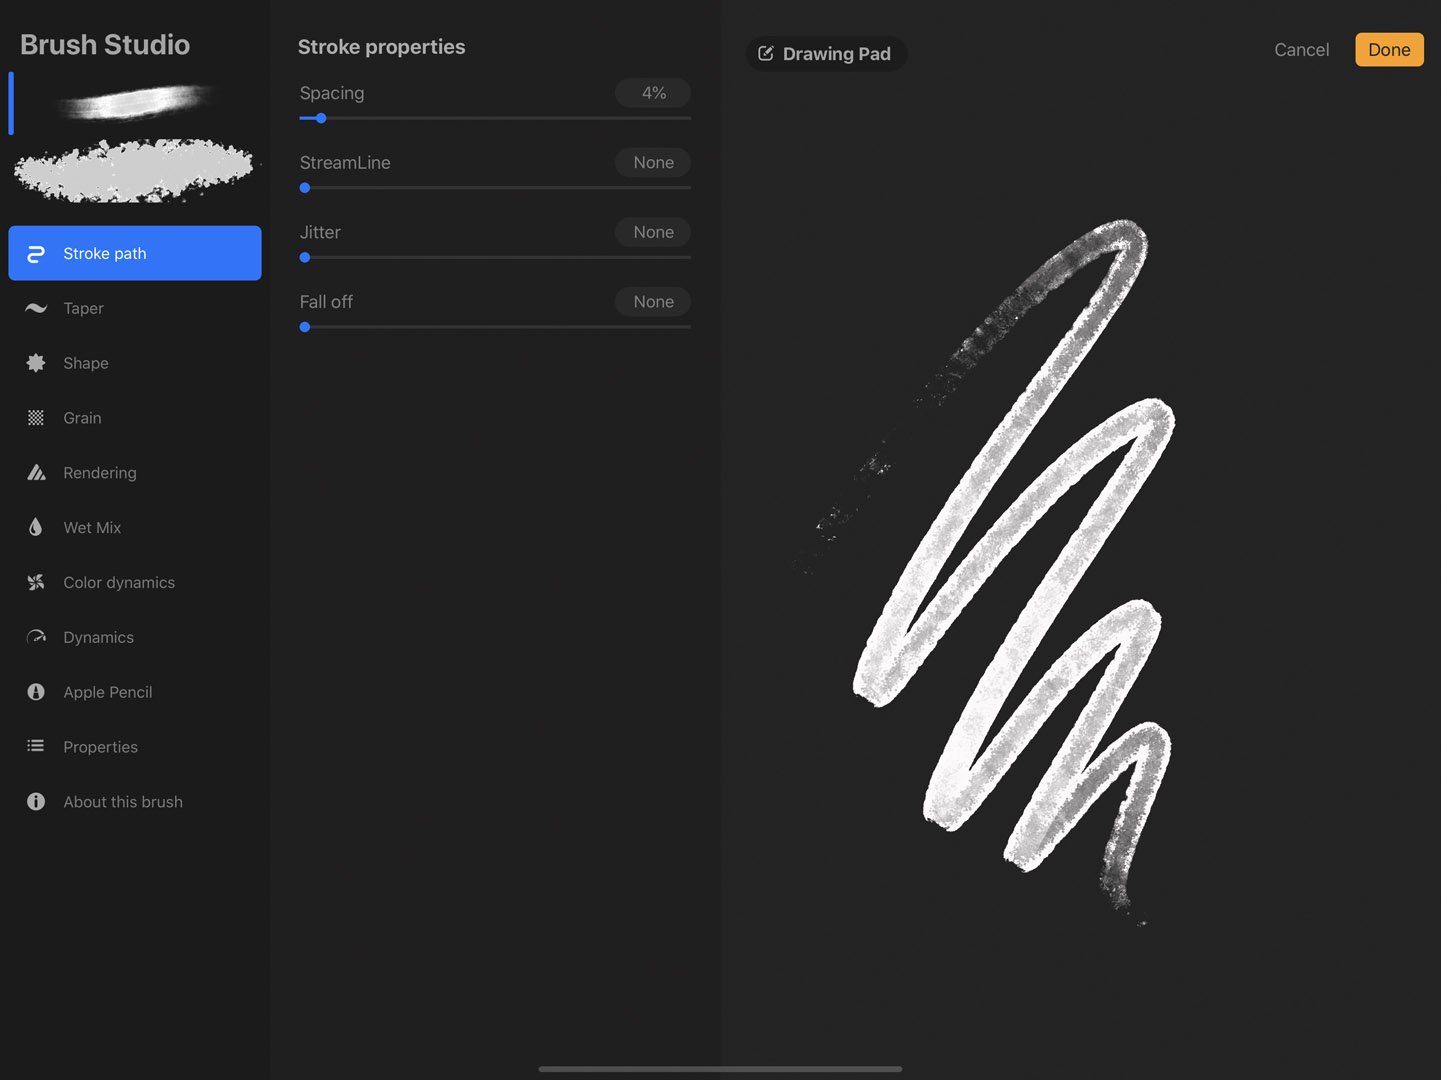 Brush Studio
Stroke path
Taper
Shape
Grain
Rendering
Wet Mix
Color dynamics
Dynamics
Apple Pencil
Properties
About this brush
Stroke properties
Spacing 4%
StreamLine None
Jitter None
Fall off None
Drawing Pad
Cancel Done